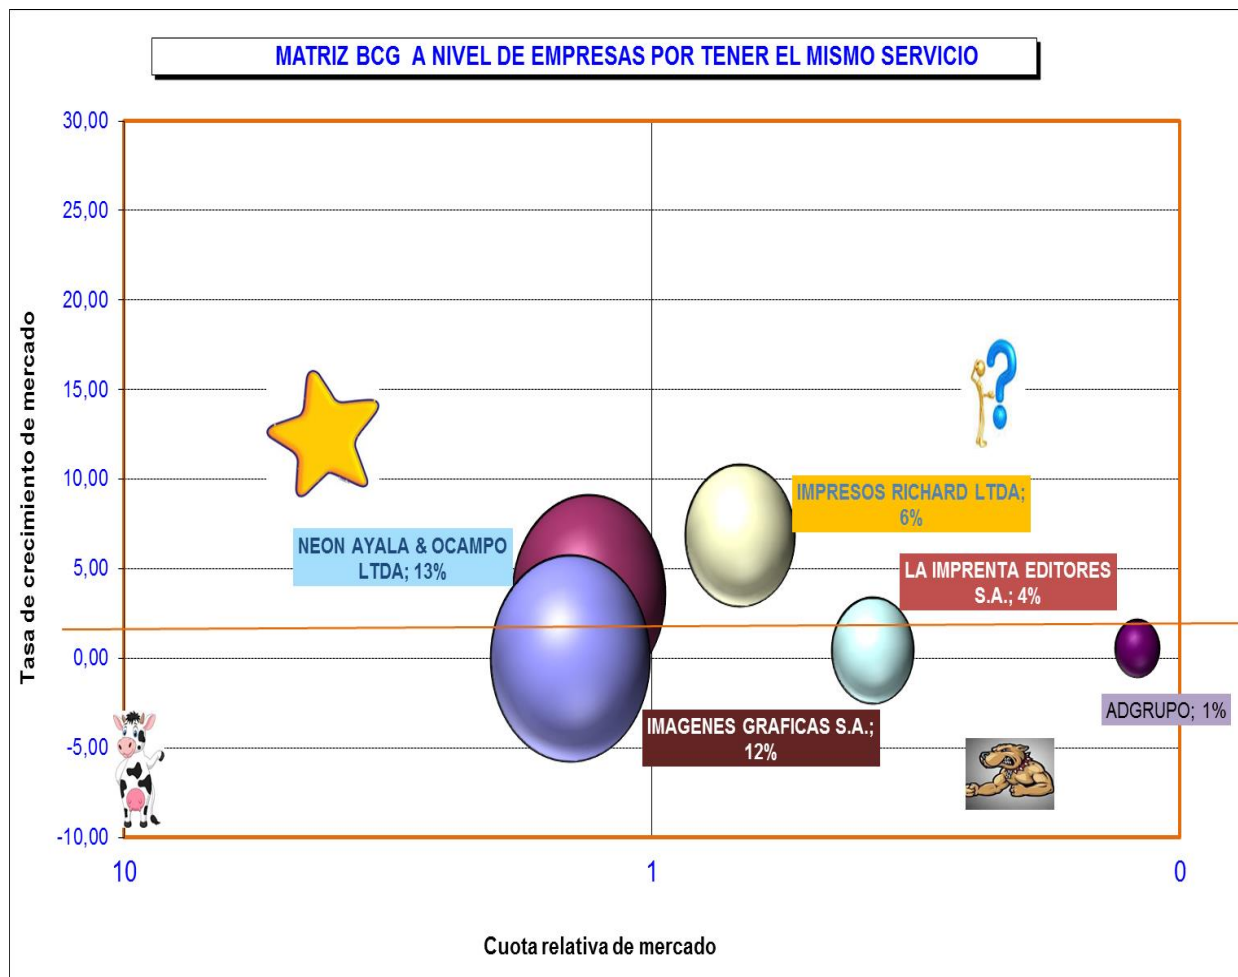 MATRIZ BCG A NIVEL DE EMPRESAS POR TENER EL MISMO SERVICIO
Tasa de crecimiento de mercado
30,00
25,00
20,00
15,00
10,00
5,00
0,00
-5,00
-10,00
IMPRESOS RICHARD LTDA;
6%
NEON AYALA & OCAMPO
LTDA; 13%
LA IMPRENTA EDITORES
S.A.; 4%
ADGRUPO; 1%
IMAGENES GRAFICAS S.A.;
12%
10
1
0
Cuota relativa de mercado